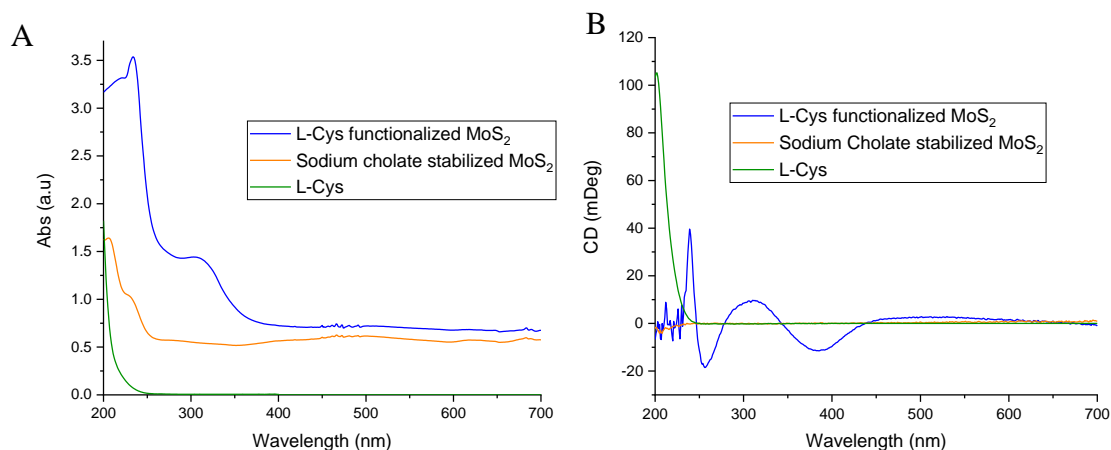 A
Abs (a.u)
3.5
3.0
2.5
2.0
1.5
1.0
0.5
0.0
200
300
400
500
600
700
Wavelength (nm)
L-Cys functionalized MoS₂
Sodium cholate stabilized MoS₂
L-Cys
B
CD (mDeg)
120
100
80
60
40
20
0
-20
200
300
400
500
600
700
Wavelength (nm)
L-Cys functionalized MoS₂
Sodium Cholate stabilized MoS₂
L-Cys